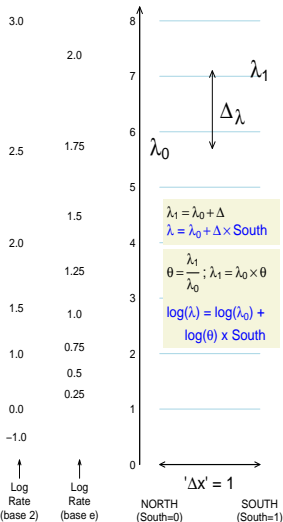 3.0
2.5
2.0
1.5
1.0
0.0
−1.0
Log
Rate
(base 2)
2.0
1.75
1.5
1.25
1.0
0.75
0.5
0.25
Log
Rate
(base e)
8
7
6
5
4
3
2
1
0
λ1
Δλ
λ0
λ1 = λ0 + Δ
λ = λ0 + Δ × South
θ = λ1/λ0 ; λ1 = λ0 × θ
log(λ) = log(λ0) +
log(θ) x South
'Δx' = 1
NORTH
(South=0)
SOUTH
(South=1)